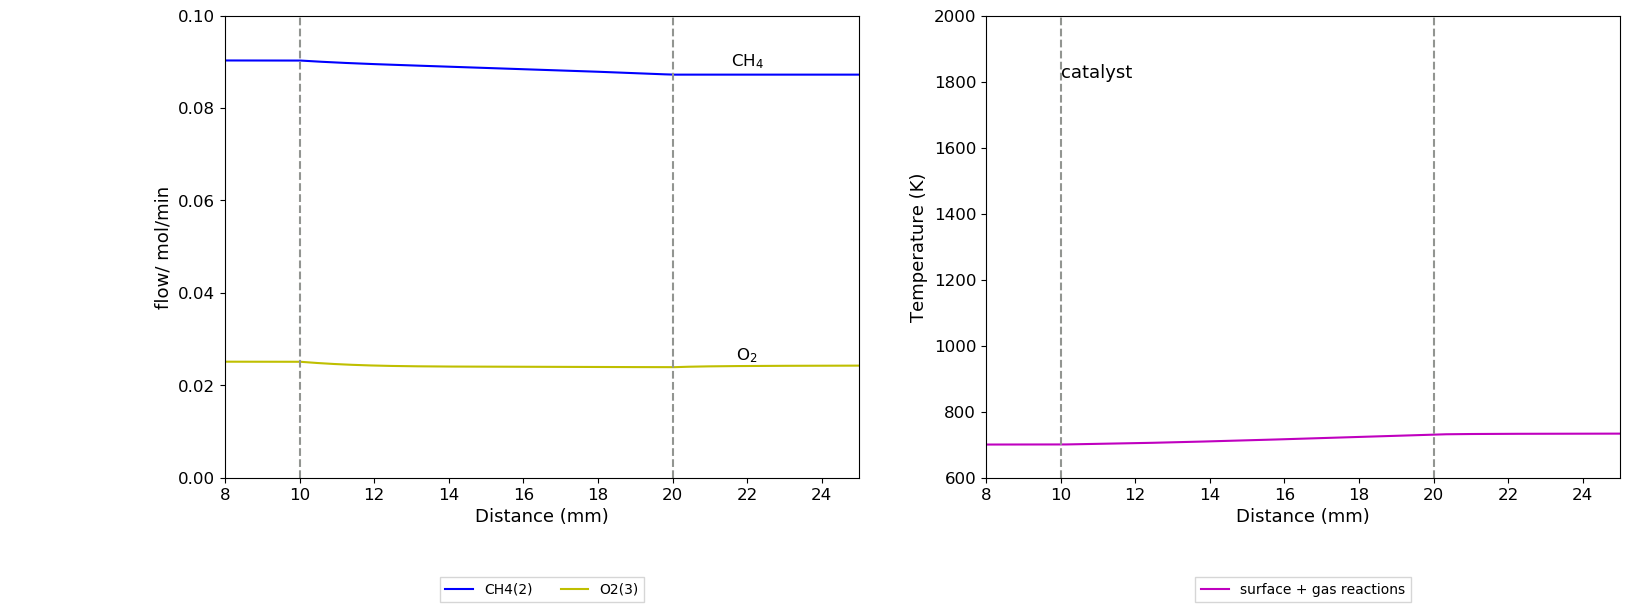 0.10
0.08
0.06
0.04
0.02
0.00
flow/ mol/min
CH₄
O₂
8 10 12 14 16 18 20 22 24
Distance (mm)
CH4(2) O2(3)
2000
1800
1600
1400
1200
1000
800
600
Temperature (K)
catalyst
8 10 12 14 16 18 20 22 24
Distance (mm)
surface + gas reactions